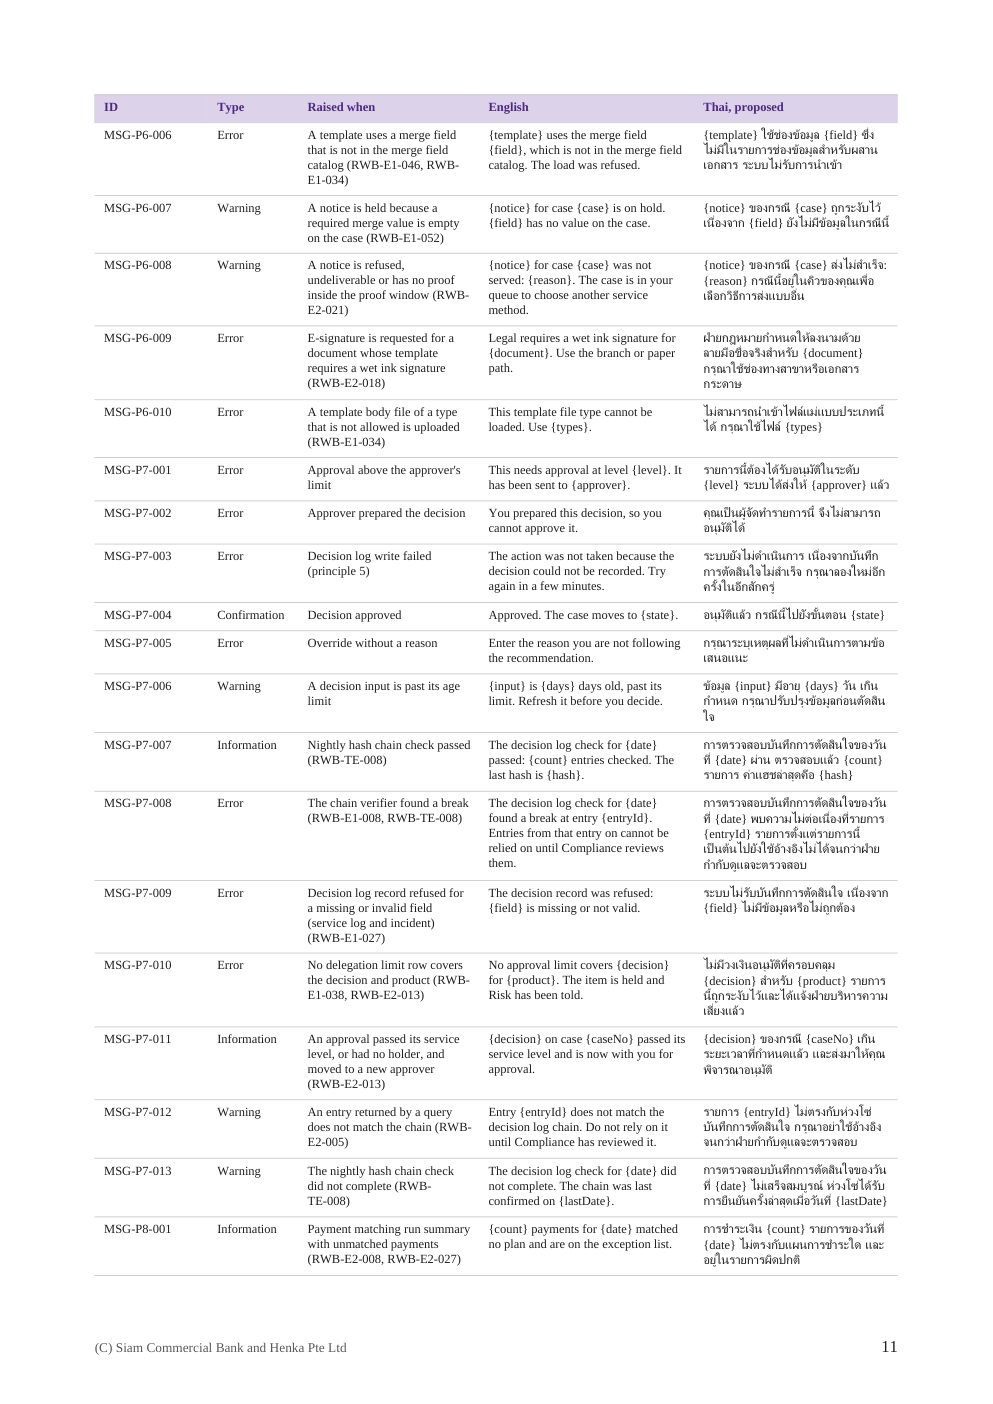 ID Type Raised when English Thai, proposed
MSG-P6-006 Error A template uses a merge field {template} uses the merge field {template} ใช้ช่องข้อมูล {field} ซึ่ง
that is not in the merge field {field}, which is not in the merge field ไม่มีในรายการช่องข้อมูลสำหรับผสาน
catalog (RWB-E1-046, RWB- catalog. The load was refused. เอกสาร ระบบไม่รับการนำเข้า
E1-034)
MSG-P6-007 Warning A notice is held because a {notice} for case {case} is on hold. {notice} ของกรณี {case} ถูกระงับไว้
required merge value is empty {field} has no value on the case. เนื่องจาก {field} ยังไม่มีข้อมูลในกรณีนี้
on the case (RWB-E1-052)
MSG-P6-008 Warning A notice is refused, {notice} for case {case} was not {notice} ของกรณี {case} ส่งไม่สำเร็จ:
undeliverable or has no proof served: {reason}. The case is in your {reason} กรณีนี้อยู่ในคิวของคุณเพื่อ
inside the proof window (RWB- queue to choose another service เลือกวิธีการส่งแบบอื่น
E2-021) method.
MSG-P6-009 Error E-signature is requested for a Legal requires a wet ink signature for ฝ่ายกฎหมายกำหนดให้ลงนามด้วย
document whose template {document}. Use the branch or paper ลายมือชื่อจริงสำหรับ {document}
requires a wet ink signature path. กรุณาใช้ช่องทางสาขาหรือเอกสาร
(RWB-E2-018) กระดาษ
MSG-P6-010 Error A template body file of a type This template file type cannot be ไม่สามารถนำเข้าไฟล์แม่แบบประเภทนี้
that is not allowed is uploaded loaded. Use {types}. ได้ กรุณาใช้ไฟล์ {types}
(RWB-E1-034)
MSG-P7-001 Error Approval above the approver's This needs approval at level {level}. It รายการนี้ต้องได้รับอนุมัติในระดับ
limit has been sent to {approver}. {level} ระบบได้ส่งให้ {approver} แล้ว
MSG-P7-002 Error Approver prepared the decision You prepared this decision, so you คุณเป็นผู้จัดทำรายการนี้ จึงไม่สามารถ
cannot approve it. อนุมัติได้
MSG-P7-003 Error Decision log write failed The action was not taken because the ระบบยังไม่ดำเนินการ เนื่องจากบันทึก
(principle 5) decision could not be recorded. Try การตัดสินใจไม่สำเร็จ กรุณาลองใหม่อีก
again in a few minutes. ครั้งในอีกสักครู่
MSG-P7-004 Confirmation Decision approved Approved. The case moves to {state}. อนุมัติแล้ว กรณีนี้ไปยังขั้นตอน {state}
MSG-P7-005 Error Override without a reason Enter the reason you are not following กรุณาระบุเหตุผลที่ไม่ดำเนินการตามข้อ
the recommendation. เสนอแนะ
MSG-P7-006 Warning A decision input is past its age {input} is {days} days old, past its ข้อมูล {input} มีอายุ {days} วัน เกิน
limit limit. Refresh it before you decide. กำหนด กรุณาปรับปรุงข้อมูลก่อนตัดสิน
ใจ
MSG-P7-007 Information Nightly hash chain check passed The decision log check for {date} การตรวจสอบบันทึกการตัดสินใจของวัน
(RWB-TE-008) passed: {count} entries checked. The ที่ {date} ผ่าน ตรวจสอบแล้ว {count}
last hash is {hash}. รายการ ค่าแฮชล่าสุดคือ {hash}
MSG-P7-008 Error The chain verifier found a break The decision log check for {date} การตรวจสอบบันทึกการตัดสินใจของวัน
(RWB-E1-008, RWB-TE-008) found a break at entry {entryId}. ที่ {date} พบความไม่ต่อเนื่องที่รายการ
Entries from that entry on cannot be {entryId} รายการตั้งแต่รายการนี้
relied on until Compliance reviews เป็นต้นไปยังใช้อ้างอิงไม่ได้จนกว่าฝ่าย
them. กำกับดูแลจะตรวจสอบ
MSG-P7-009 Error Decision log record refused for The decision record was refused: ระบบไม่รับบันทึกการตัดสินใจ เนื่องจาก
a missing or invalid field {field} is missing or not valid. {field} ไม่มีข้อมูลหรือไม่ถูกต้อง
(service log and incident)
(RWB-E1-027)
MSG-P7-010 Error No delegation limit row covers No approval limit covers {decision} ไม่มีวงเงินอนุมัติที่ครอบคลุม
the decision and product (RWB- for {product}. The item is held and {decision} สำหรับ {product} รายการ
E1-038, RWB-E2-013) Risk has been told. นี้ถูกระงับไว้และได้แจ้งฝ่ายบริหารความ
เสี่ยงแล้ว
MSG-P7-011 Information An approval passed its service {decision} on case {caseNo} passed its {decision} ของกรณี {caseNo} เกิน
level, or had no holder, and service level and is now with you for ระยะเวลาที่กำหนดแล้ว และส่งมาให้คุณ
moved to a new approver approval. พิจารณาอนุมัติ
(RWB-E2-013)
MSG-P7-012 Warning An entry returned by a query Entry {entryId} does not match the รายการ {entryId} ไม่ตรงกับห่วงโซ่
does not match the chain (RWB- decision log chain. Do not rely on it บันทึกการตัดสินใจ กรุณาอย่าใช้อ้างอิง
E2-005) until Compliance has reviewed it. จนกว่าฝ่ายกำกับดูแลจะตรวจสอบ
MSG-P7-013 Warning The nightly hash chain check The decision log check for {date} did การตรวจสอบบันทึกการตัดสินใจของวัน
did not complete (RWB- not complete. The chain was last ที่ {date} ไม่เสร็จสมบูรณ์ ห่วงโซ่ได้รับ
TE-008) confirmed on {lastDate}. การยืนยันครั้งล่าสุดเมื่อวันที่ {lastDate}
MSG-P8-001 Information Payment matching run summary {count} payments for {date} matched การชำระเงิน {count} รายการของวันที่
with unmatched payments no plan and are on the exception list. {date} ไม่ตรงกับแผนการชำระใด และ
(RWB-E2-008, RWB-E2-027) อยู่ในรายการผิดปกติ
(C) Siam Commercial Bank and Henka Pte Ltd 11